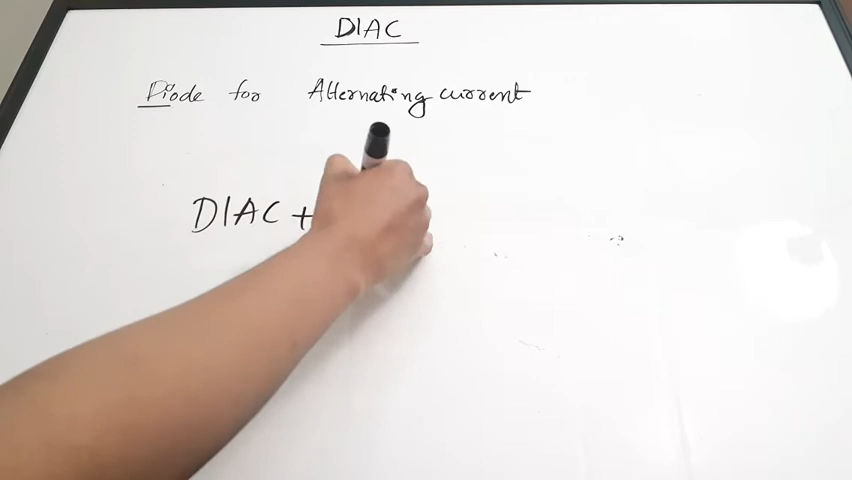 DIAC
Diode for Alternating current
DIAC +